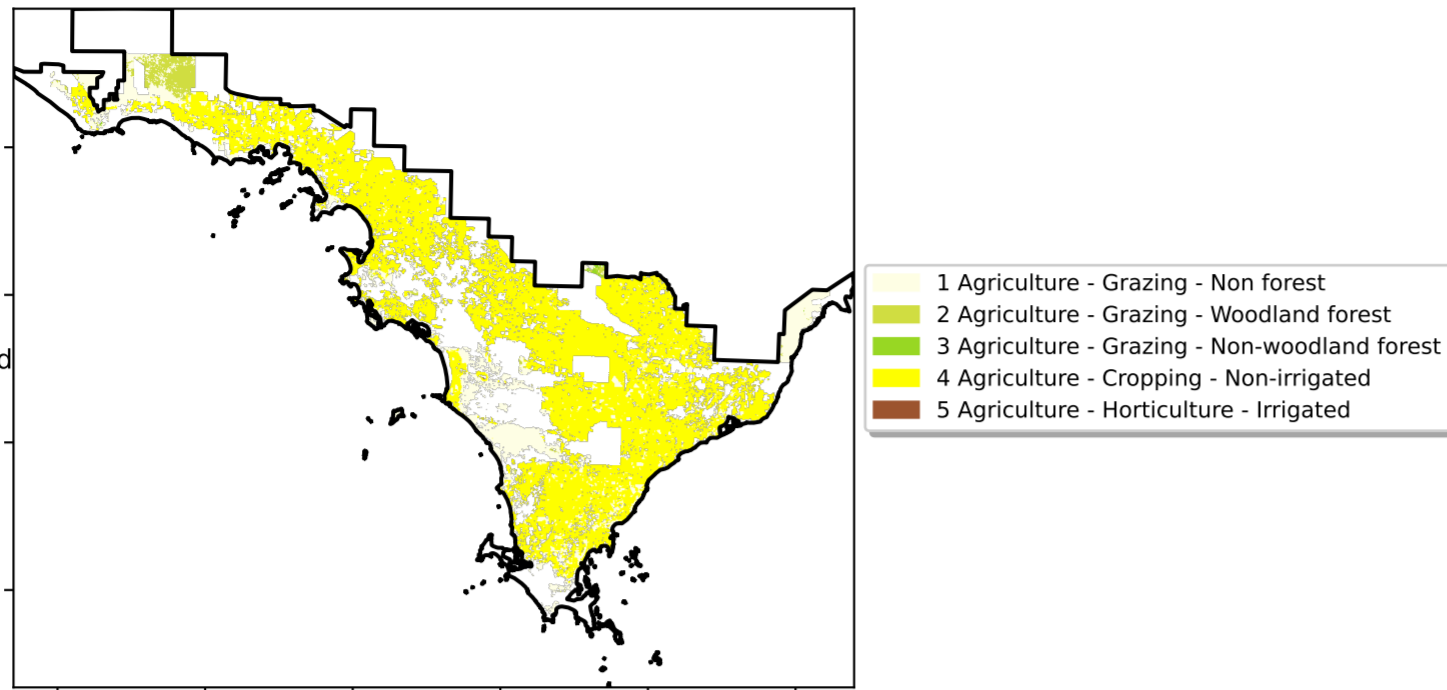 1 Agriculture - Grazing - Non forest
2 Agriculture - Grazing - Woodland forest
3 Agriculture - Grazing - Non-woodland forest
d
4 Agriculture - Cropping - Non-irrigated
5 Agriculture - Horticulture - Irrigated